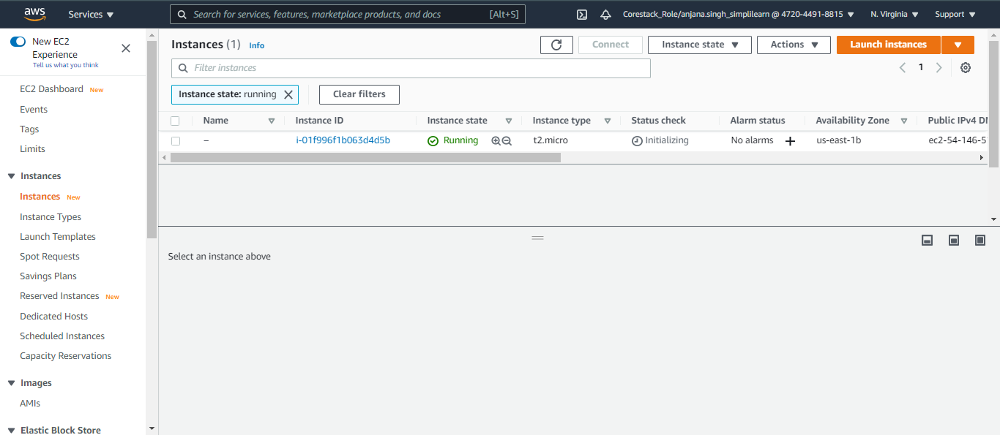 aws Services Search for services, features, marketplace products, and docs [Alt+S] Corestack_Role/anjana.singh_simplilearn @ 4720-4491-8815 N. Virginia Support
New EC2
Experience
Tell us what you think
EC2 Dashboard New
Events
Tags
Limits
Instances
Instances New
Instance Types
Launch Templates
Spot Requests
Savings Plans
Reserved Instances New
Dedicated Hosts
Scheduled Instances
Capacity Reservations
Images
AMIs
Elastic Block Store
Instances (1) Info Connect Instance state Actions Launch instances
Filter instances 1
Instance state: running Clear filters
Name Instance ID Instance state Instance type Status check Alarm status Availability Zone Public IPv4 DN
– i-01f996f1b063d4d5b Running t2.micro Initializing No alarms us-east-1b ec2-54-146-5
Select an instance above